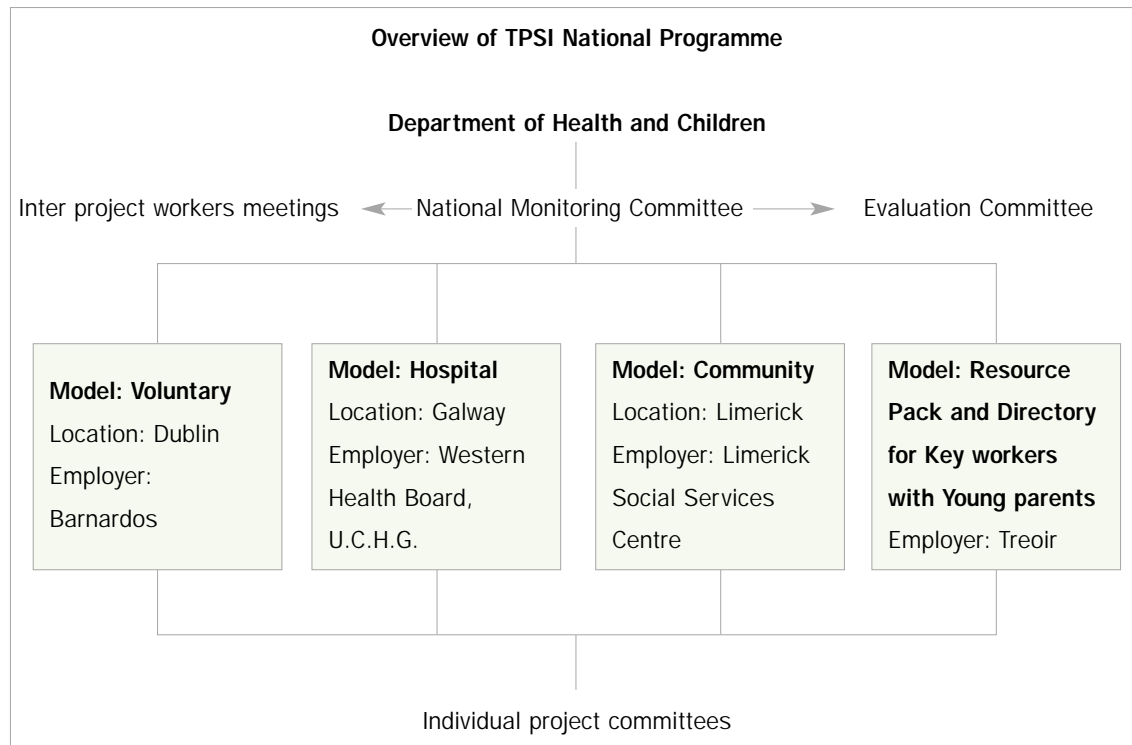 Overview of TPSI National Programme
Department of Health and Children
Inter project workers meetings
National Monitoring Committee
Evaluation Committee
Model: Voluntary
Location: Dublin
Employer:
Barnardos
Model: Hospital
Location: Galway
Employer: Western
Health Board,
U.C.H.G.
Model: Community
Location: Limerick
Employer: Limerick
Social Services
Centre
Model: Resource
Pack and Directory
for Key workers
with Young parents
Employer: Treoir
Individual project committees